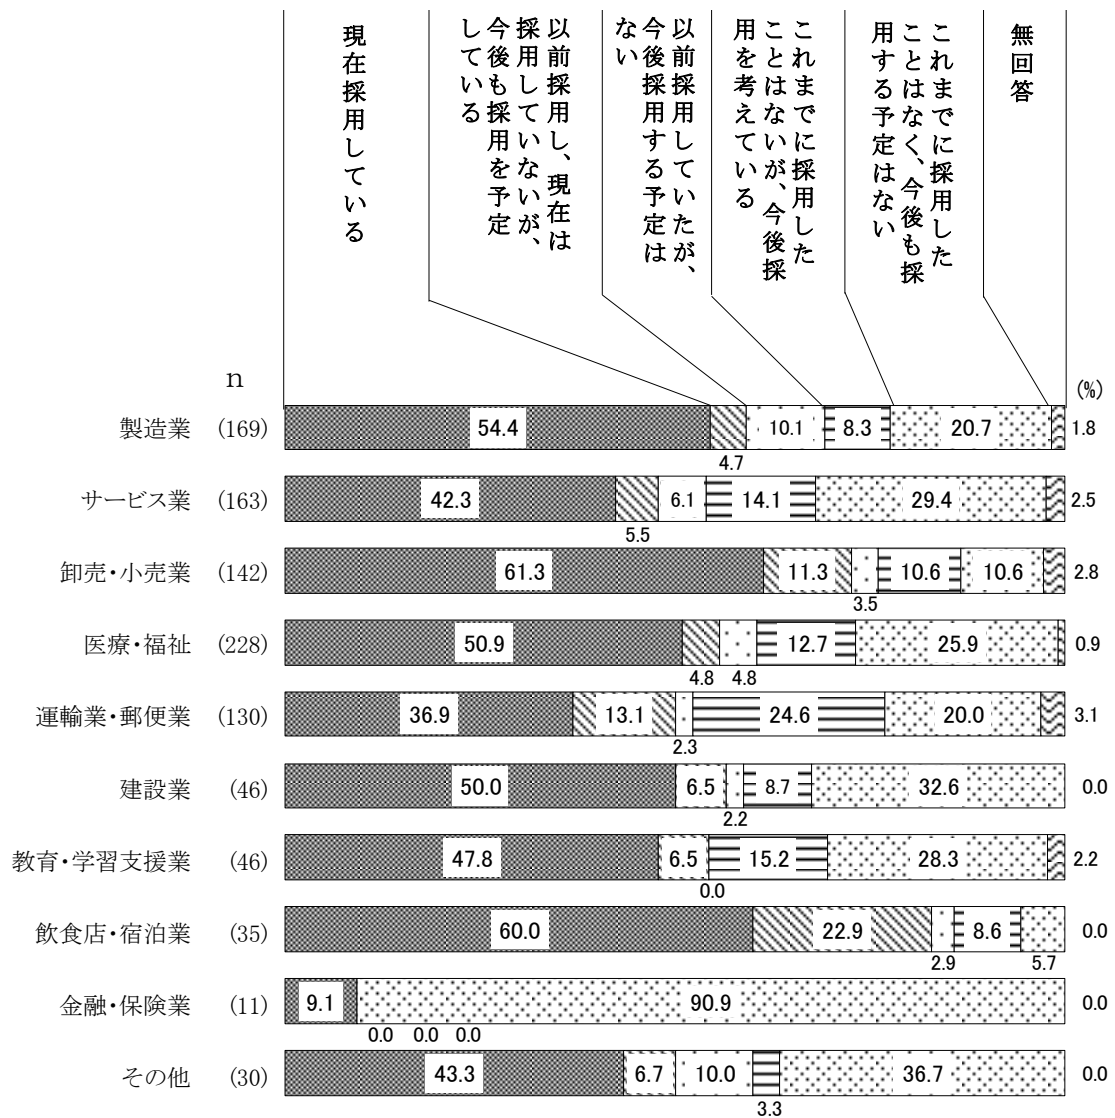 現在採用している
以前採用し、現在は
採用していないが、
今後も採用を予定
している
以前採用していたが、
今後採用する予定は
ない
これまでに採用した
ことはないが、今後採
用を考えている
これまでに採用した
ことはなく、今後も採
用する予定はない
無回答
n
(%)
製造業 (169) 54.4 10.1 8.3 20.7 1.8
4.7
サービス業 (163) 42.3 6.1 14.1 29.4 2.5
5.5
卸売・小売業 (142) 61.3 11.3 10.6 10.6 2.8
3.5
医療・福祉 (228) 50.9 12.7 25.9 0.9
4.8 4.8
運輸業・郵便業 (130) 36.9 13.1 24.6 20.0 3.1
2.3
建設業 (46) 50.0 6.5 8.7 32.6 0.0
2.2
教育・学習支援業 (46) 47.8 6.5 15.2 28.3 2.2
0.0
飲食店・宿泊業 (35) 60.0 22.9 8.6 0.0
2.9 5.7
金融・保険業 (11) 9.1 90.9 0.0
0.0 0.0 0.0
その他 (30) 43.3 6.7 10.0 36.7 0.0
3.3